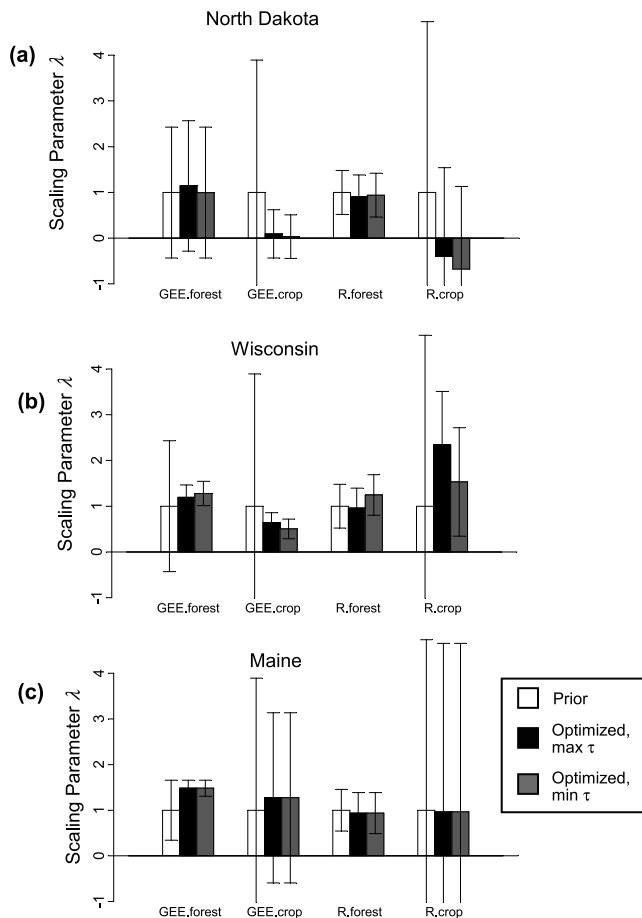 North Dakota
(a)
Scaling Parameter λ
4
3
2
1
0
-1
GEE.forest GEE.crop R.forest R.crop
Wisconsin
(b)
Scaling Parameter λ
4
3
2
1
0
-1
GEE.forest GEE.crop R.forest R.crop
Maine
(c)
Scaling Parameter λ
4
3
2
1
0
-1
GEE.forest GEE.crop R.forest R.crop
Prior
Optimized,
max τ
Optimized,
min τ